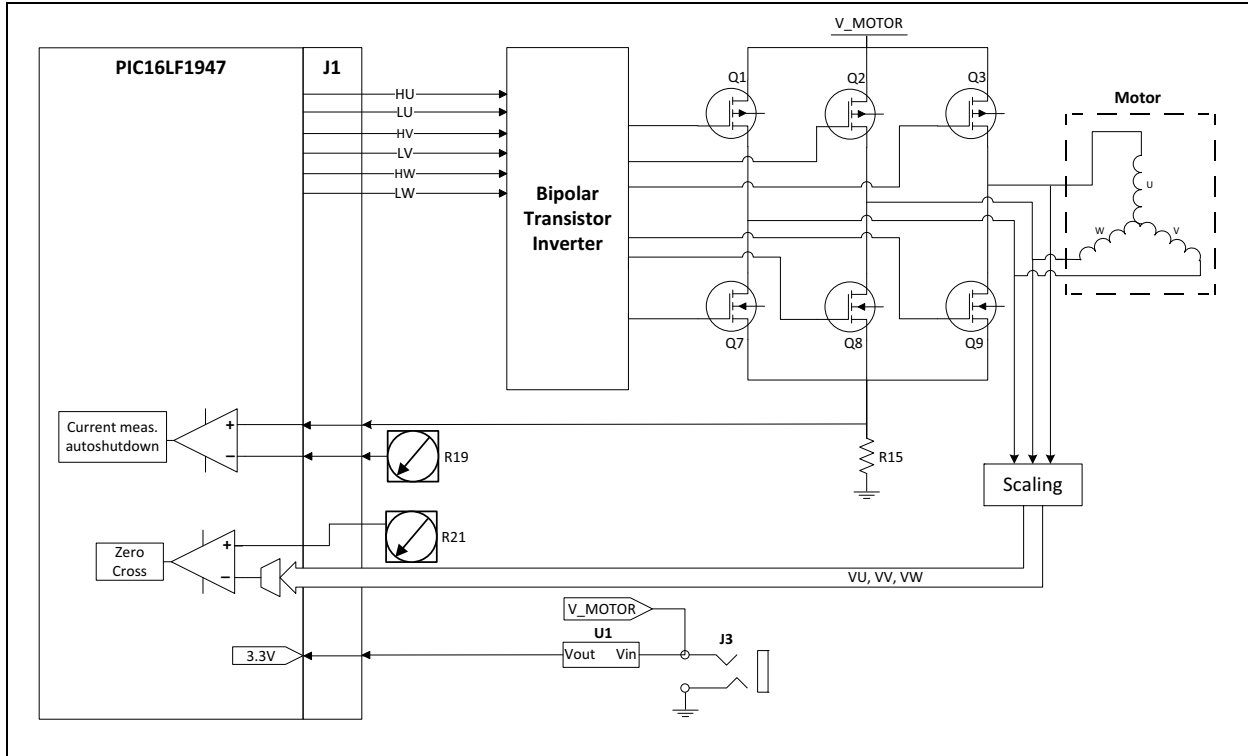 V_MOTOR
PIC16LF1947
J1
Q1
Q2
Q3
HU
LU
HV
LV
HW
LW
Motor
U
W
V
Bipolar
Transistor
Inverter
Q7
Q8
Q9
Current meas.
autoshutdown
+
−
R19
R15
Scaling
R21
Zero
Cross
+
−
VU, VV, VW
V_MOTOR
U1
J3
3.3V
Vout
Vin